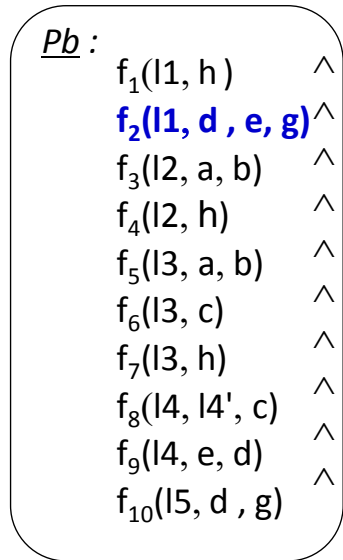 Pb :
f₁(l1, h ) ^
f₂(l1, d , e, g) ^
f₃(l2, a, b) ^
f₄(l2, h) ^
f₅(l3, a, b) ^
f₆(l3, c) ^
f₇(l3, h) ^
f₈(l4, l4', c) ^
f₉(l4, e, d) ^
f₁₀(l5, d , g)